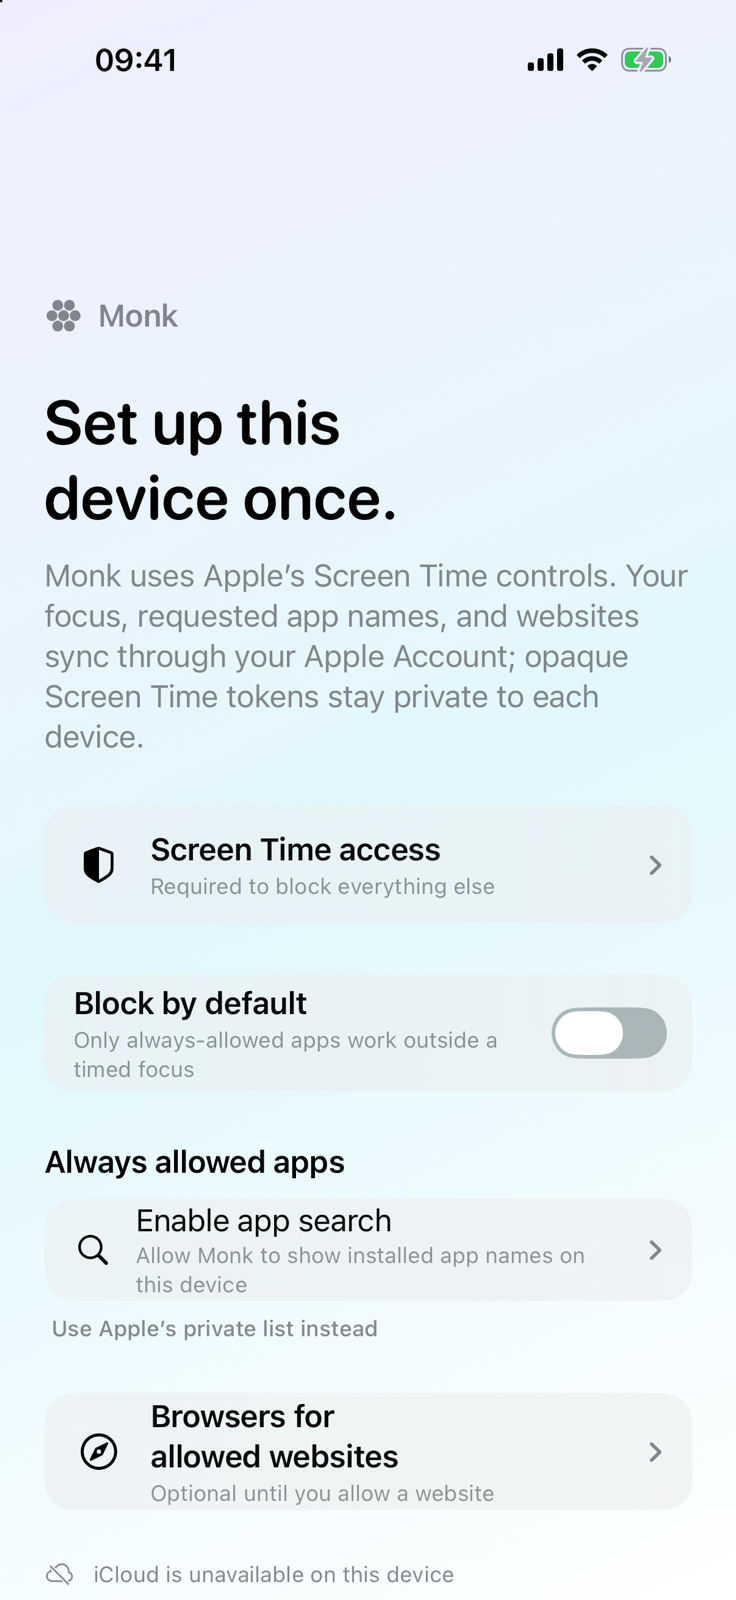 09:41
Monk
Set up this
device once.
Monk uses Apple’s Screen Time controls. Your
focus, requested app names, and websites
sync through your Apple Account; opaque
Screen Time tokens stay private to each
device.
Screen Time access
Required to block everything else
Block by default
Only always-allowed apps work outside a
timed focus
Always allowed apps
Enable app search
Allow Monk to show installed app names on
this device
Use Apple’s private list instead
Browsers for
allowed websites
Optional until you allow a website
iCloud is unavailable on this device